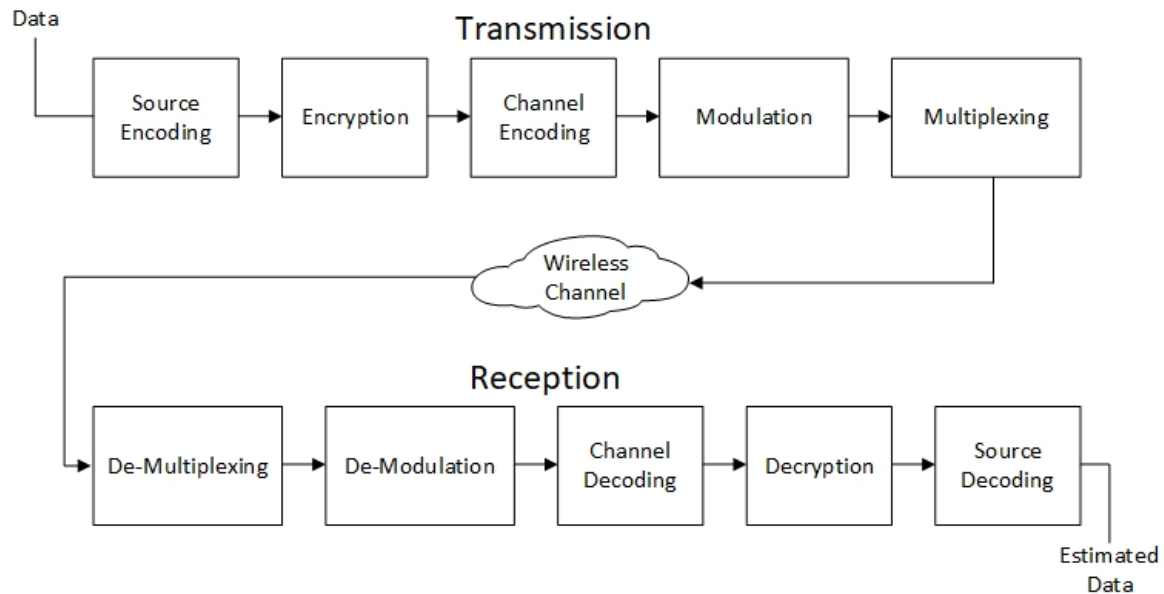 Data
Transmission
Source
Encoding
Encryption
Channel
Encoding
Modulation
Multiplexing
Wireless
Channel
Reception
De-Multiplexing
De-Modulation
Channel
Decoding
Decryption
Source
Decoding
Estimated
Data